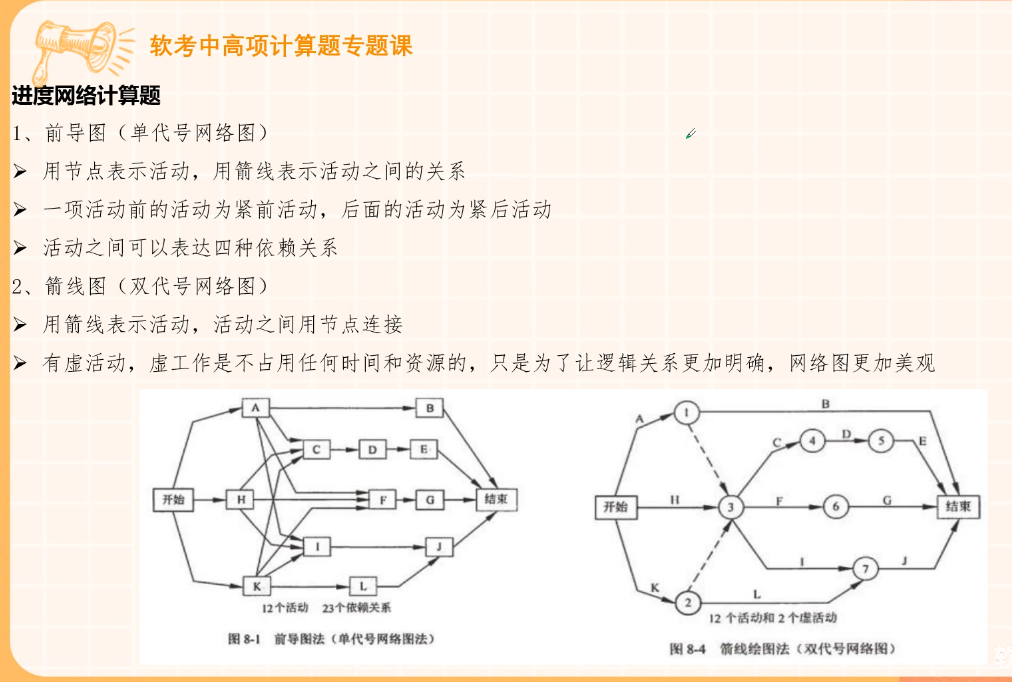 软考中高项计算题专题课
进度网络计算题
1、前导图（单代号网络图）
➢ 用节点表示活动，用箭线表示活动之间的关系
➢ 一项活动前的活动为紧前活动，后面的活动为紧后活动
➢ 活动之间可以表达四种依赖关系
2、箭线图（双代号网络图）
➢ 用箭线表示活动，活动之间用节点连接
➢ 有虚活动，虚工作是不占用任何时间和资源的，只是为了让逻辑关系更加明确，网络图更加美观
A
B
C
D
E
开始
H
F
G
结束
I
J
K
L
12个活动 23个依赖关系
图 8-1 前导图法（单代号网络图法）
A
1
B
C
4
D
5
E
开始
H
3
F
6
G
结束
I
7
J
K
2
L
12 个活动和 2 个虚活动
图 8-4 箭线绘图法（双代号网络图）